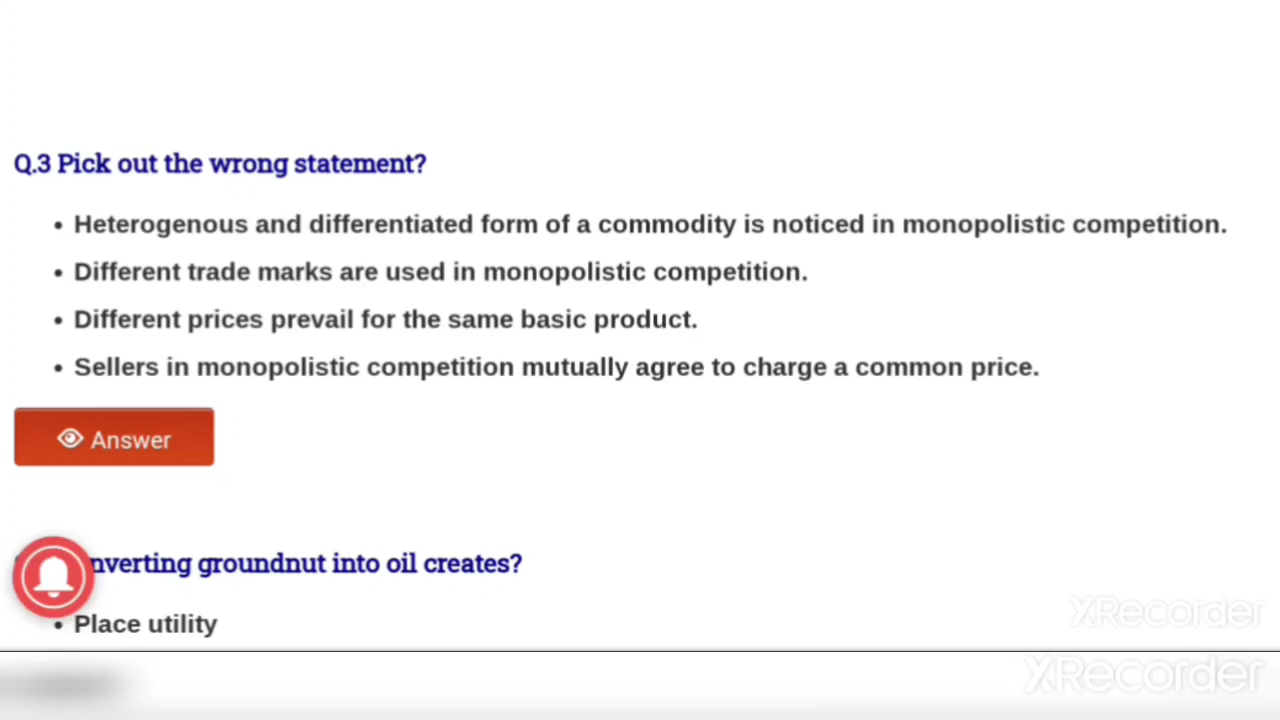 Q.3 Pick out the wrong statement?
• Heterogenous and differentiated form of a commodity is noticed in monopolistic competition.
• Different trade marks are used in monopolistic competition.
• Different prices prevail for the same basic product.
• Sellers in monopolistic competition mutually agree to charge a common price.
Answer
nverting groundnut into oil creates?
• Place utility
XRecorder
XRecorder